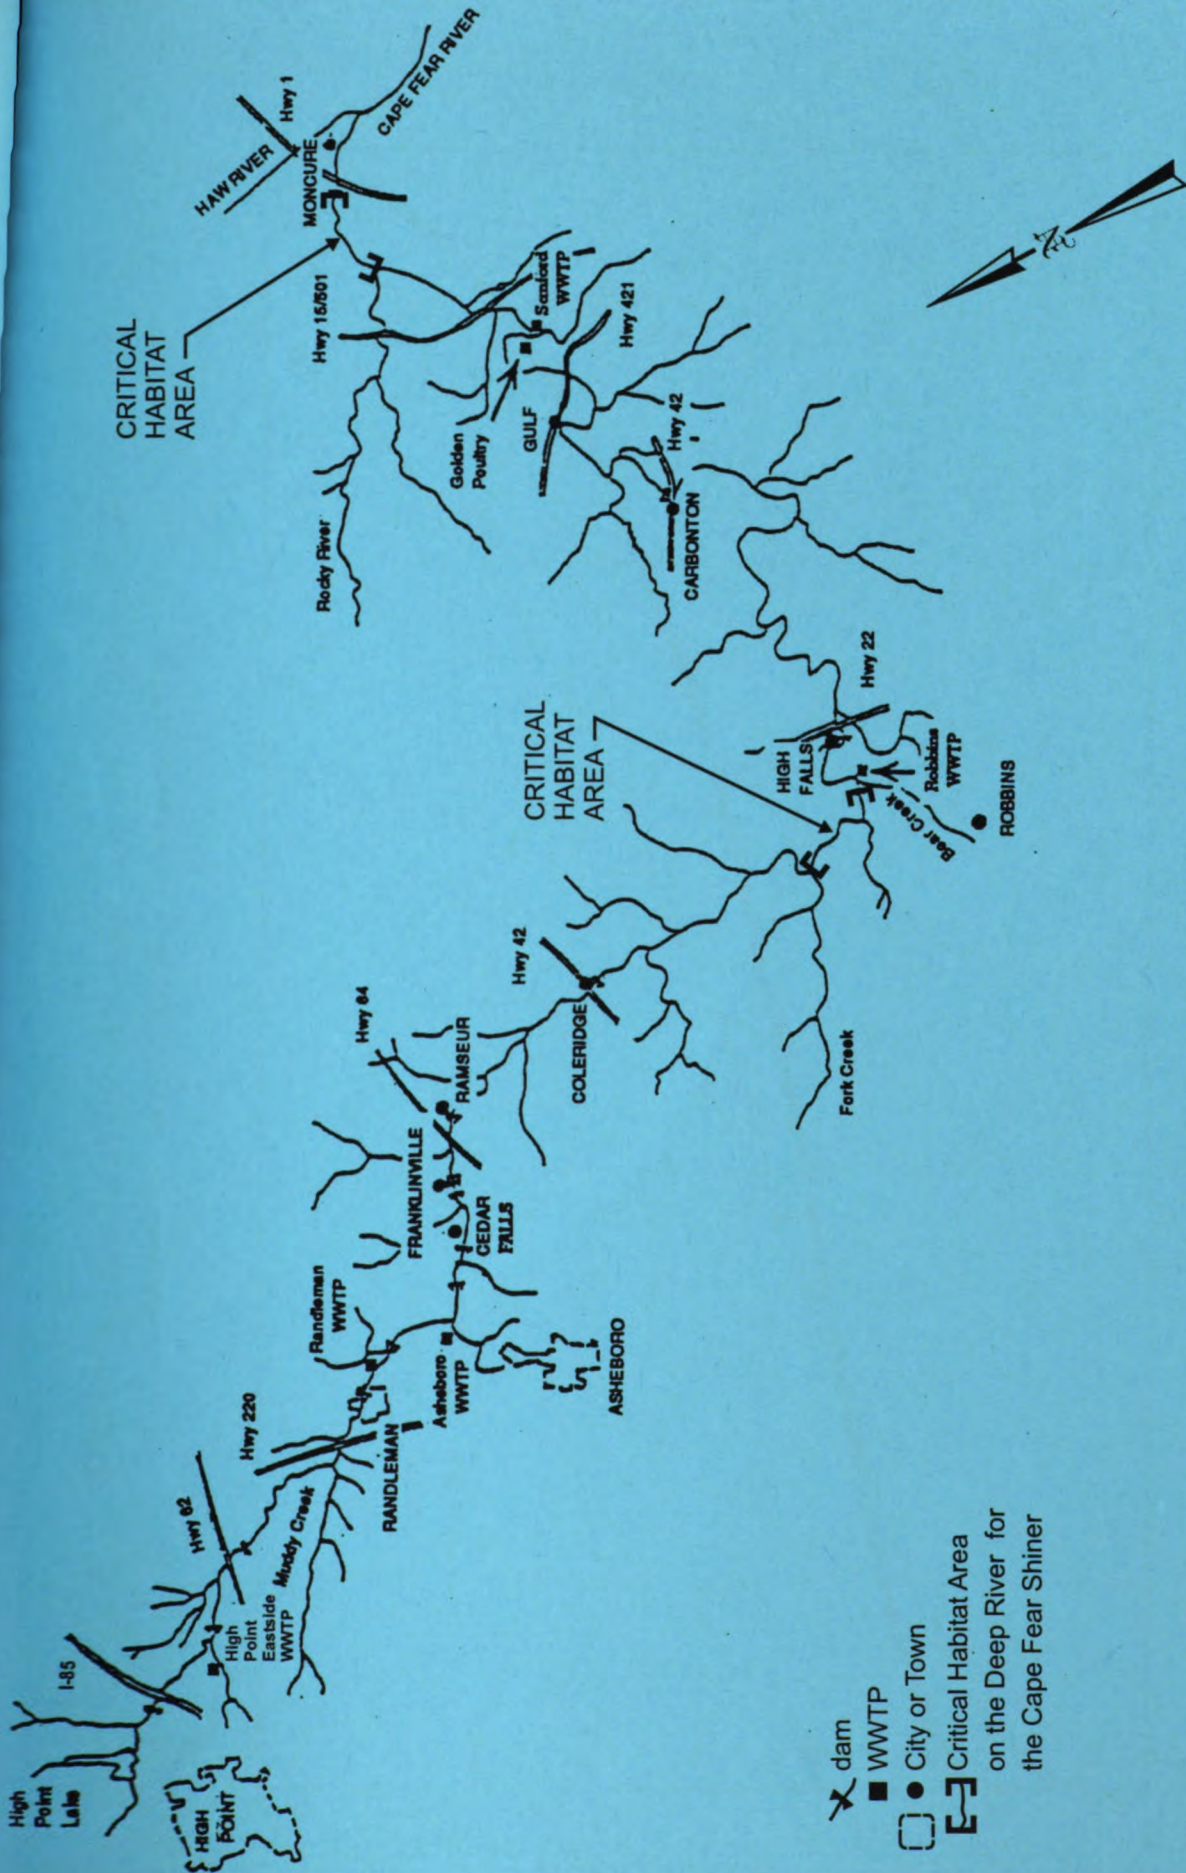 High
Point
Lake
I-85
HIGH
POINT
High
Point
Eastside
WWTP
Hwy 62
Muddy Creek
Hwy 220
RANDLEMAN
Randleman
WWTP
Asheboro
WWTP
ASHEBORO
FRANKLINVILLE
CEDAR
FALLS
Hwy 64
RAMSEUR
Hwy 42
COLERIDGE
Fork Creek
CRITICAL
HABITAT
AREA
HIGH
FALLS
Hwy 22
Robbins
WWTP
Bear Creek
ROBBINS
CARBONTON
Hwy 42
GULF
Hwy 421
Golden
Poultry
Sanford
WWTP
Rocky River
Hwy 15/501
CRITICAL
HABITAT
AREA
MONCURE
HAW RIVER
Hwy 1
CAPE FEAR RIVER
N
dam
WWTP
City or Town
Critical Habitat Area
on the Deep River for
the Cape Fear Shiner